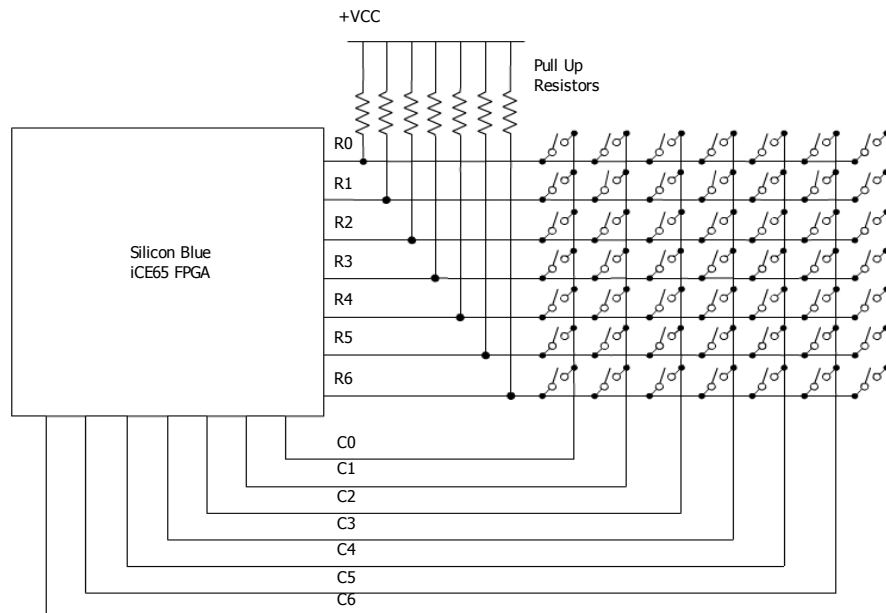 +VCC
Pull Up
Resistors
R0
R1
R2
R3
R4
R5
R6
Silicon Blue
iCE65 FPGA
C0
C1
C2
C3
C4
C5
C6